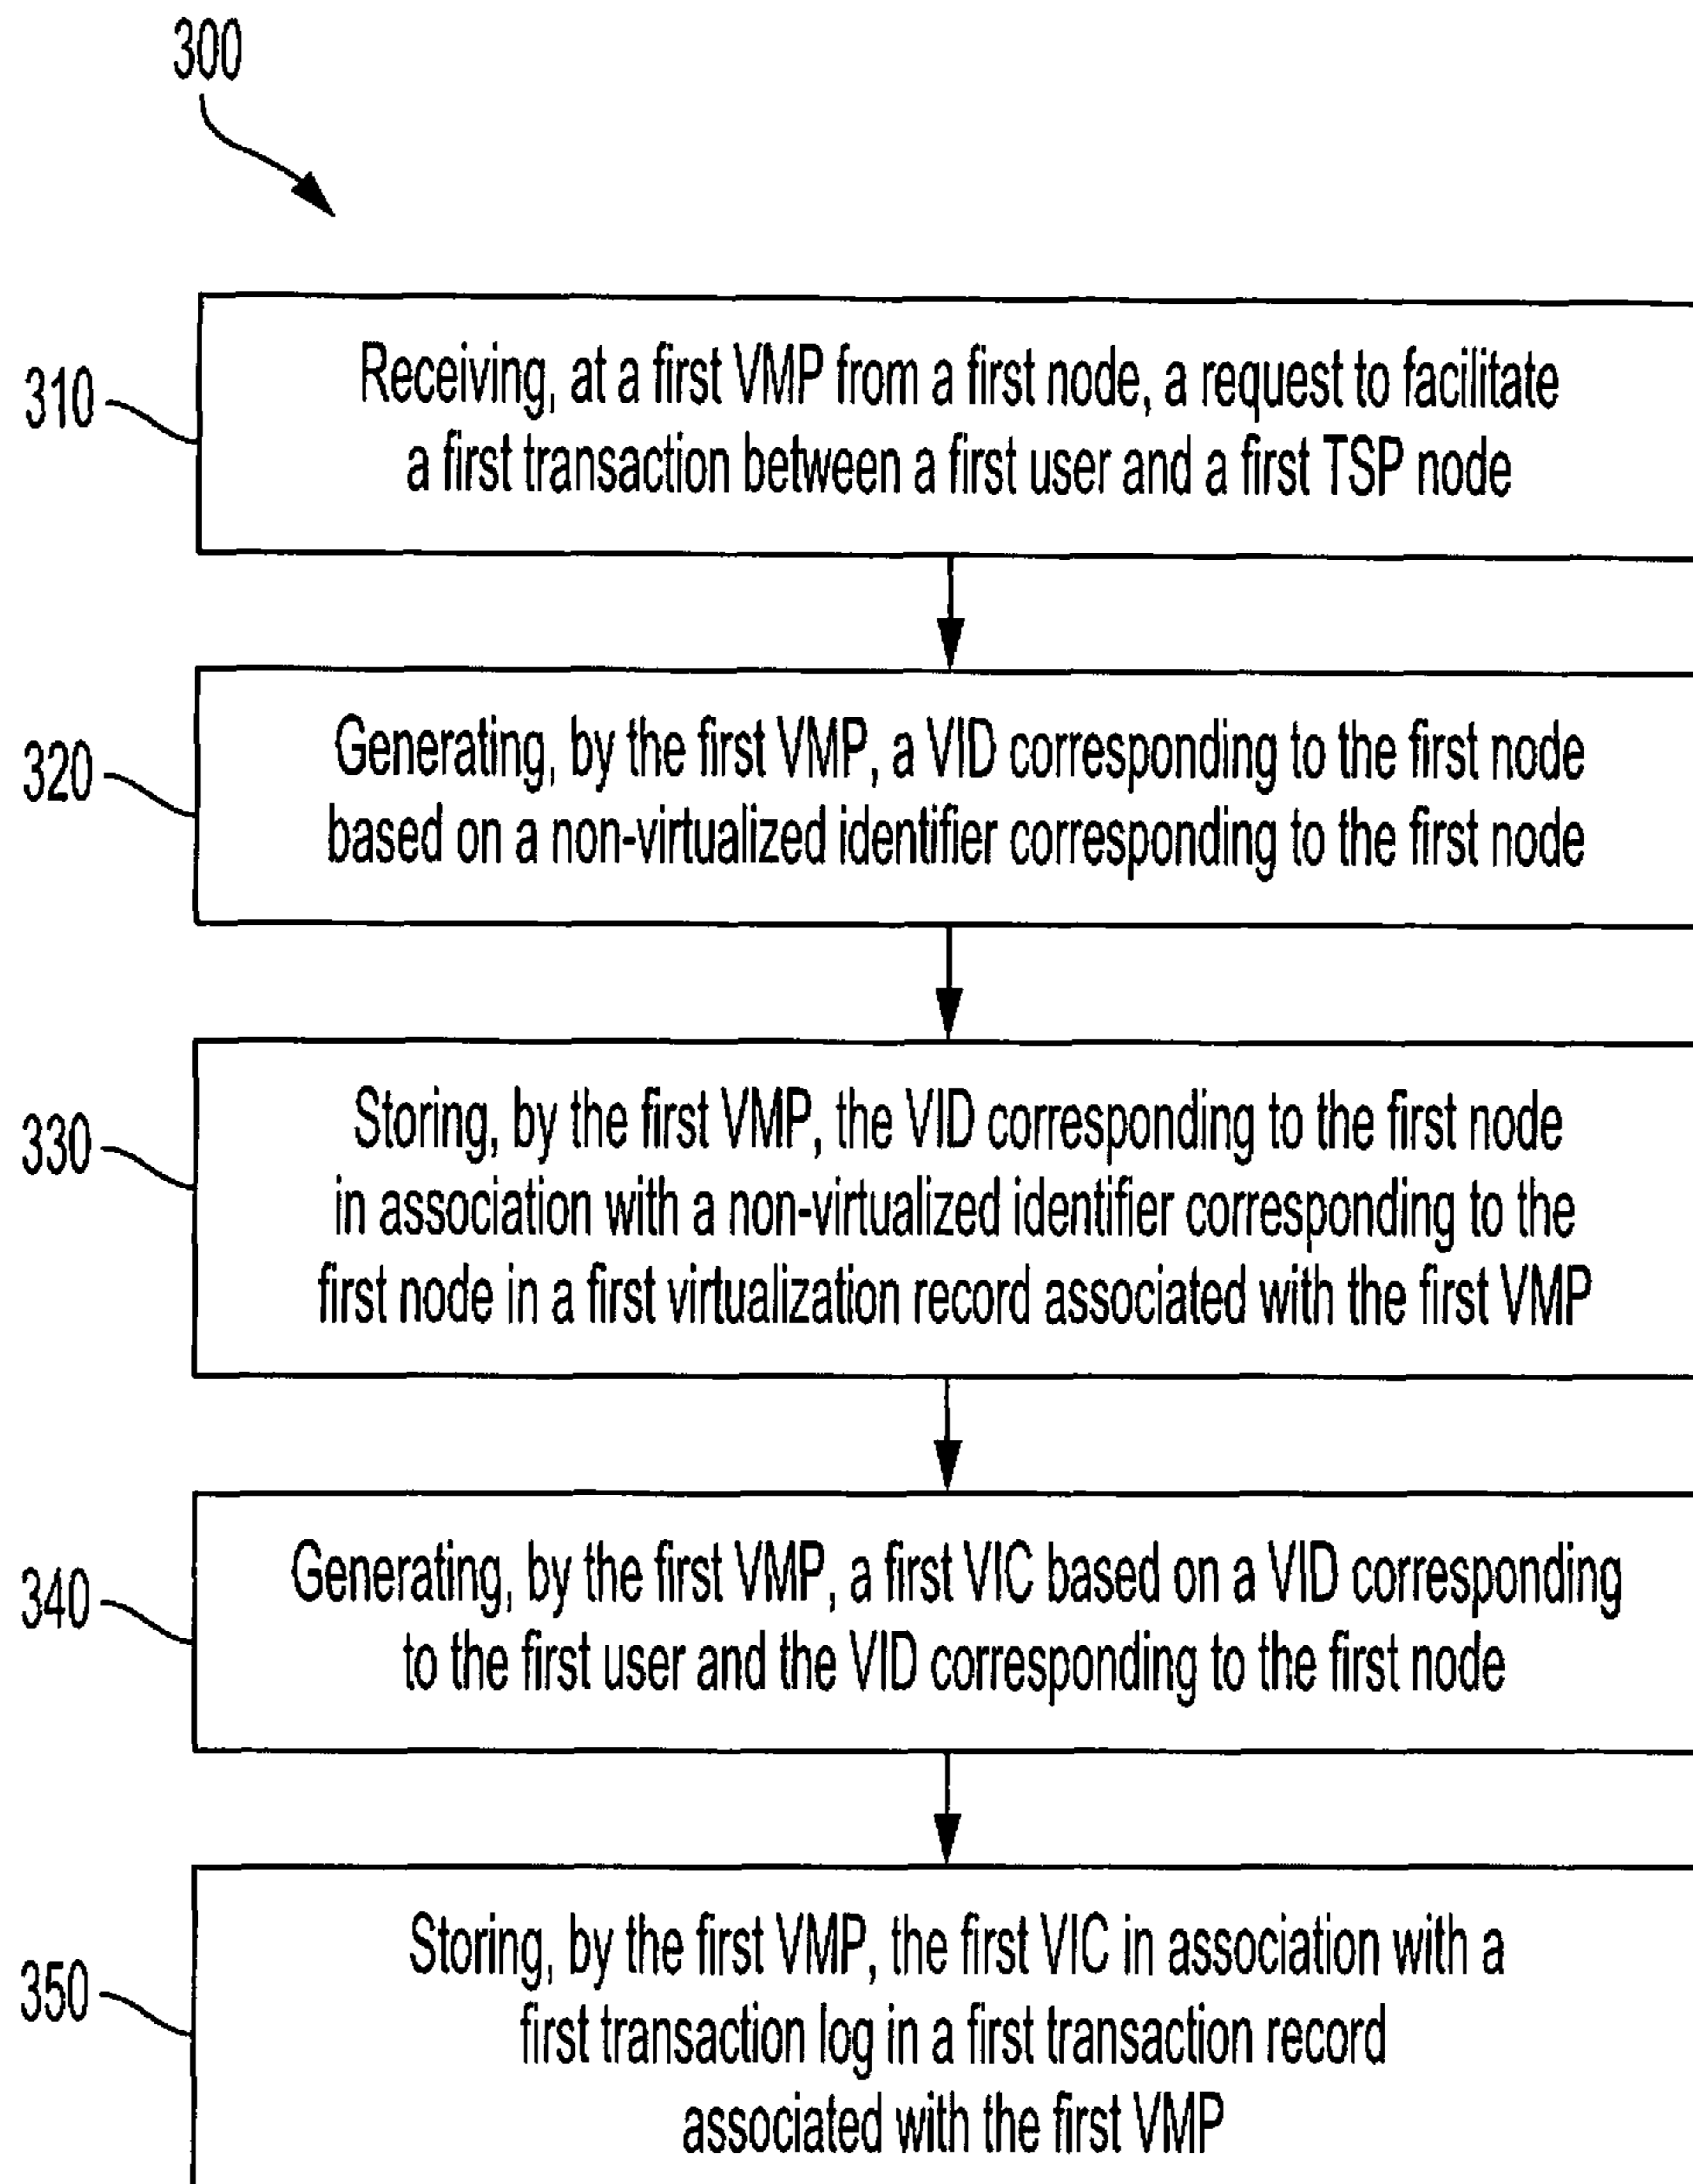 300
310
Receiving, at a first VMP from a first node, a request to facilitate
a first transaction between a first user and a first TSP node
320
Generating, by the first VMP, a VID corresponding to the first node
based on a non-virtualized identifier corresponding to the first node
330
Storing, by the first VMP, the VID corresponding to the first node
in association with a non-virtualized identifier corresponding to the
first node in a first virtualization record associated with the first VMP
340
Generating, by the first VMP, a first VIC based on a VID corresponding
to the first user and the VID corresponding to the first node
350
Storing, by the first VMP, the first VIC in association with a
first transaction log in a first transaction record
associated with the first VMP